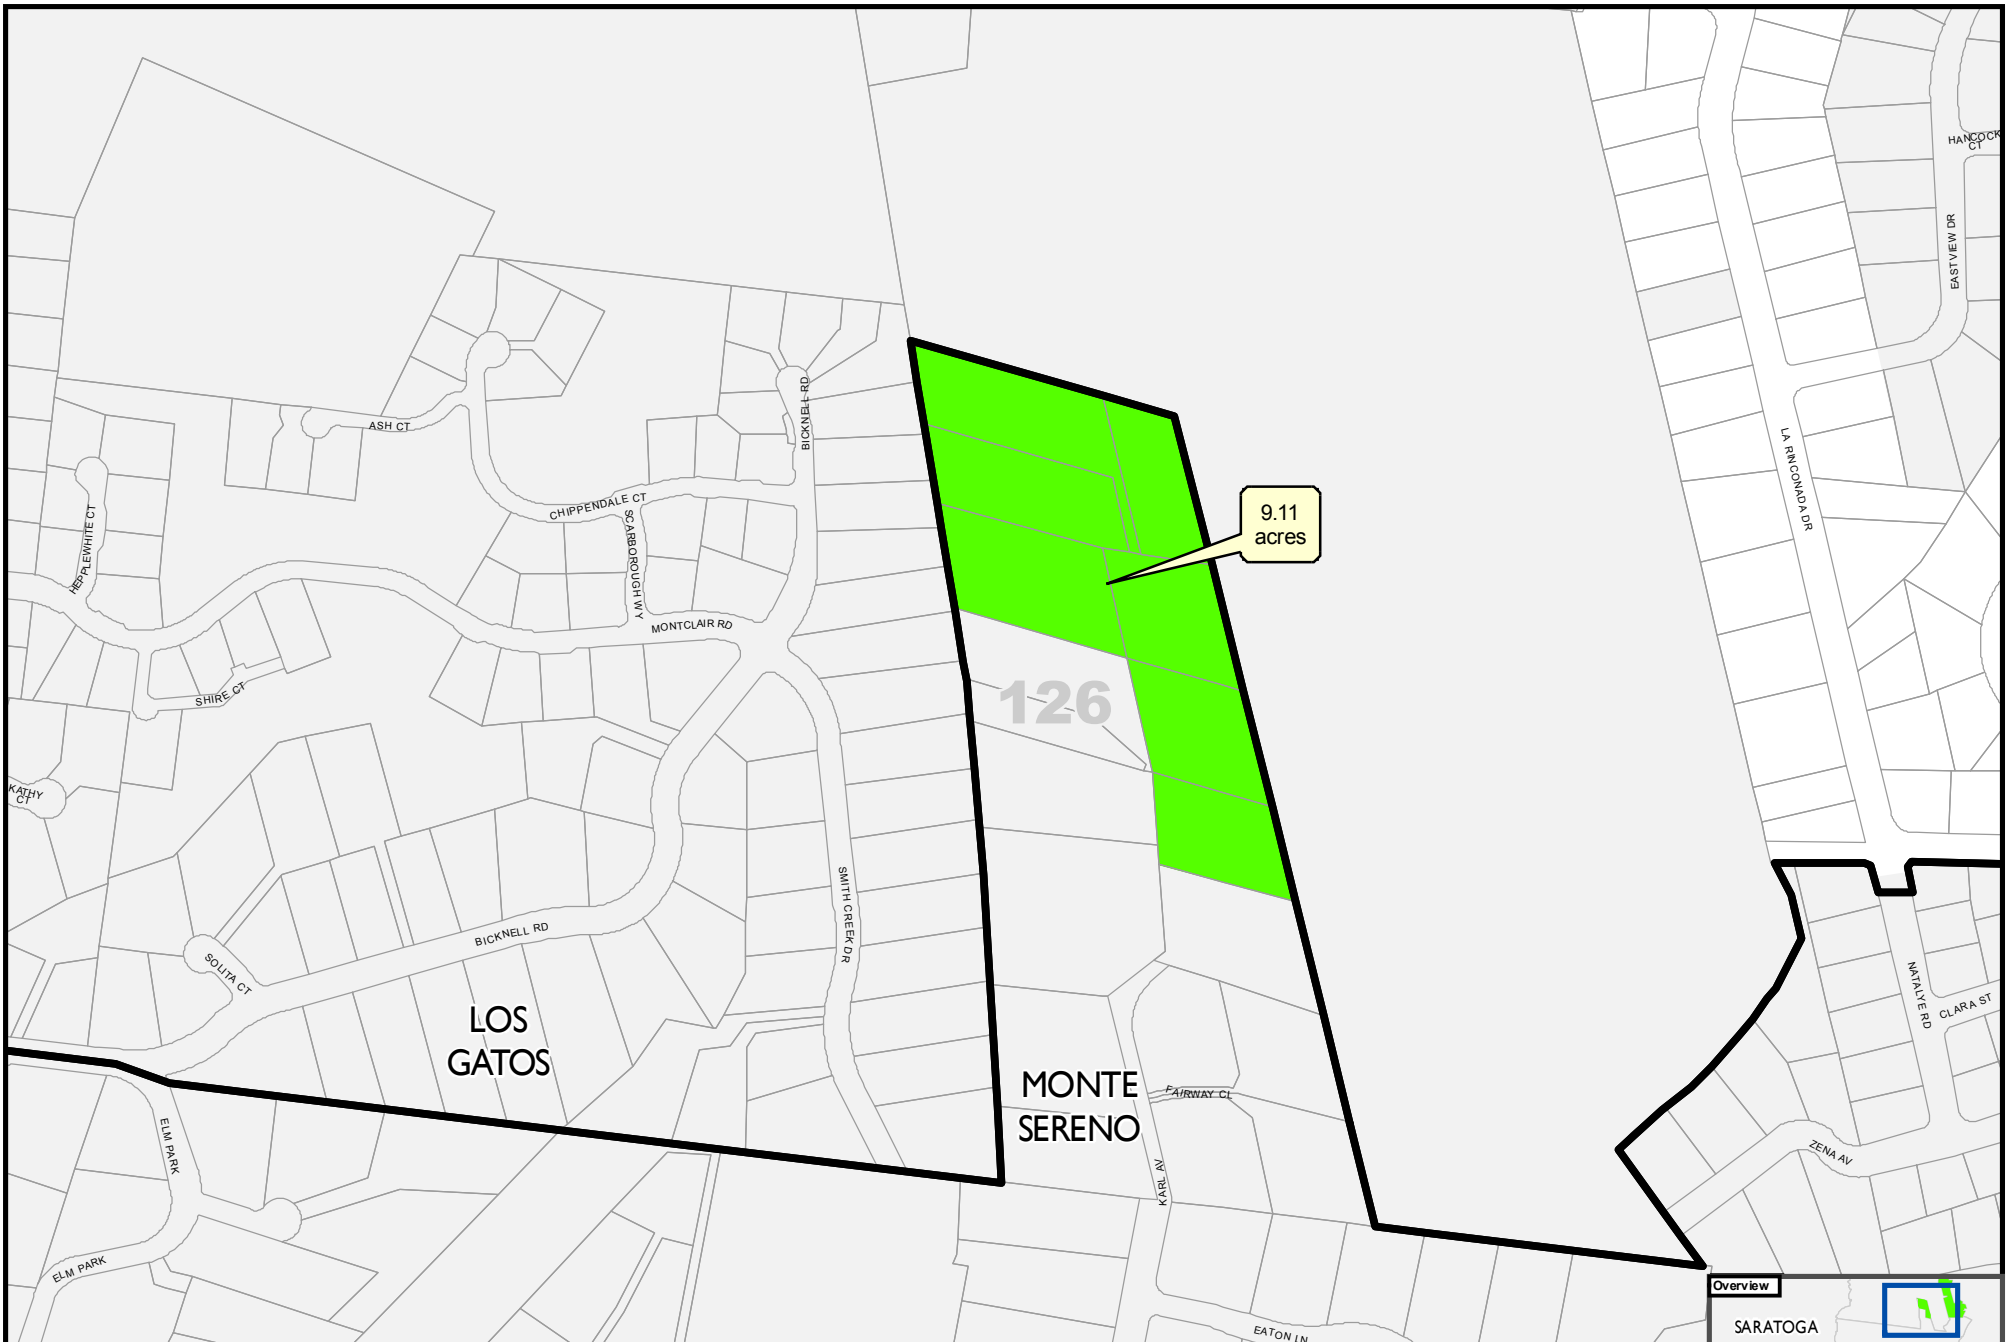 HANCOCK
CT
EASTVIEW DR
BICKNELL RD
ASH CT
LA RINCONADA DR
CHIPPENDALE CT
9.11
acres
HEPPLEWHITE CT
SCARBOROUGH WY
MONTCLAIR RD
SHIRE CT
126
KATHY
CT
SMITH CREEK DR
BICKNELL RD
SOLITA CT
NATALYE RD
CLARA ST
LOS
GATOS
MONTE
SERENO
FAIRWAY CL
ELM PARK
ZENA AV
KARL AV
ELM PARK
Overview
SARATOGA
EATON LN